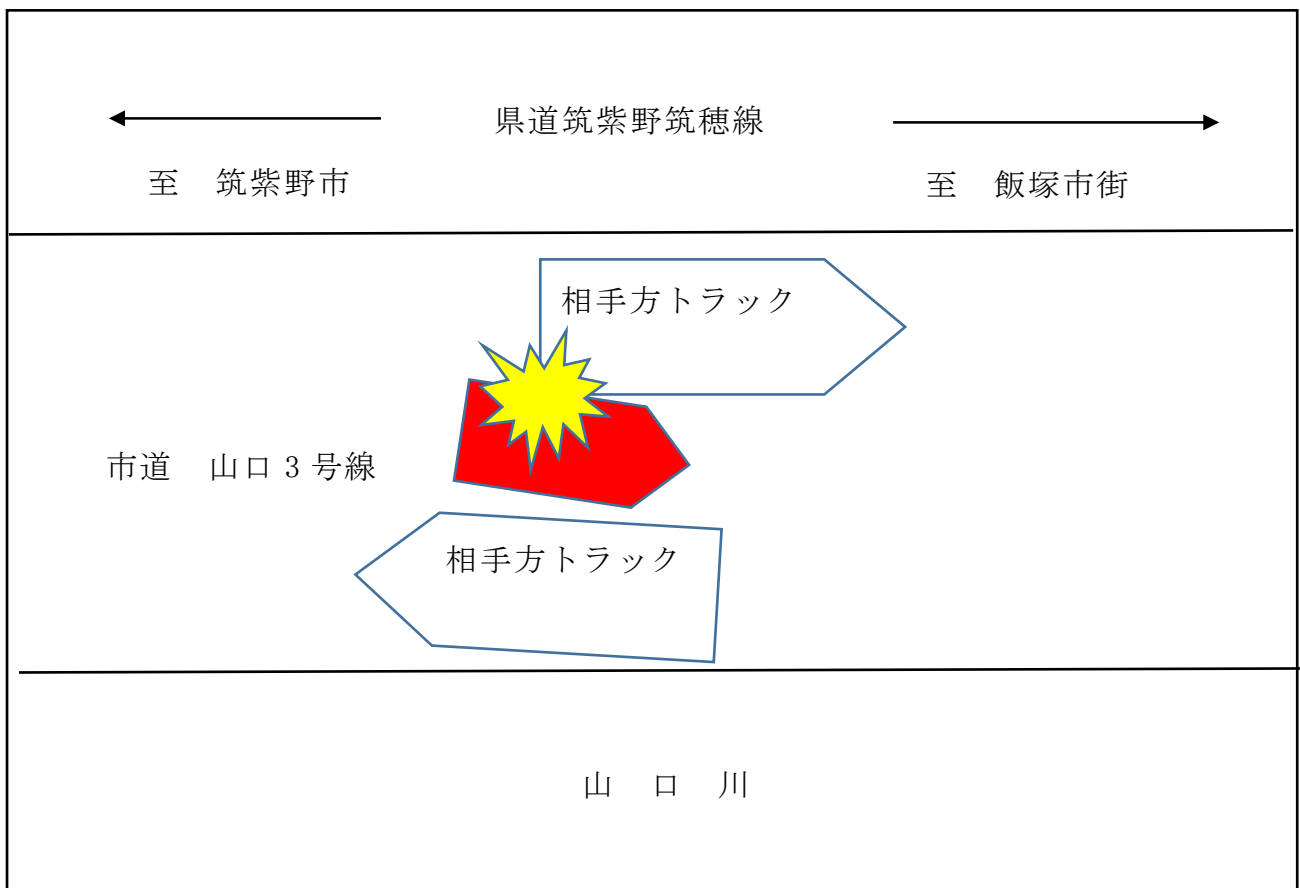 県道筑紫野筑穂線
至　筑紫野市
至　飯塚市街
相手方トラック
市道　山口３号線
相手方トラック
山　口　川